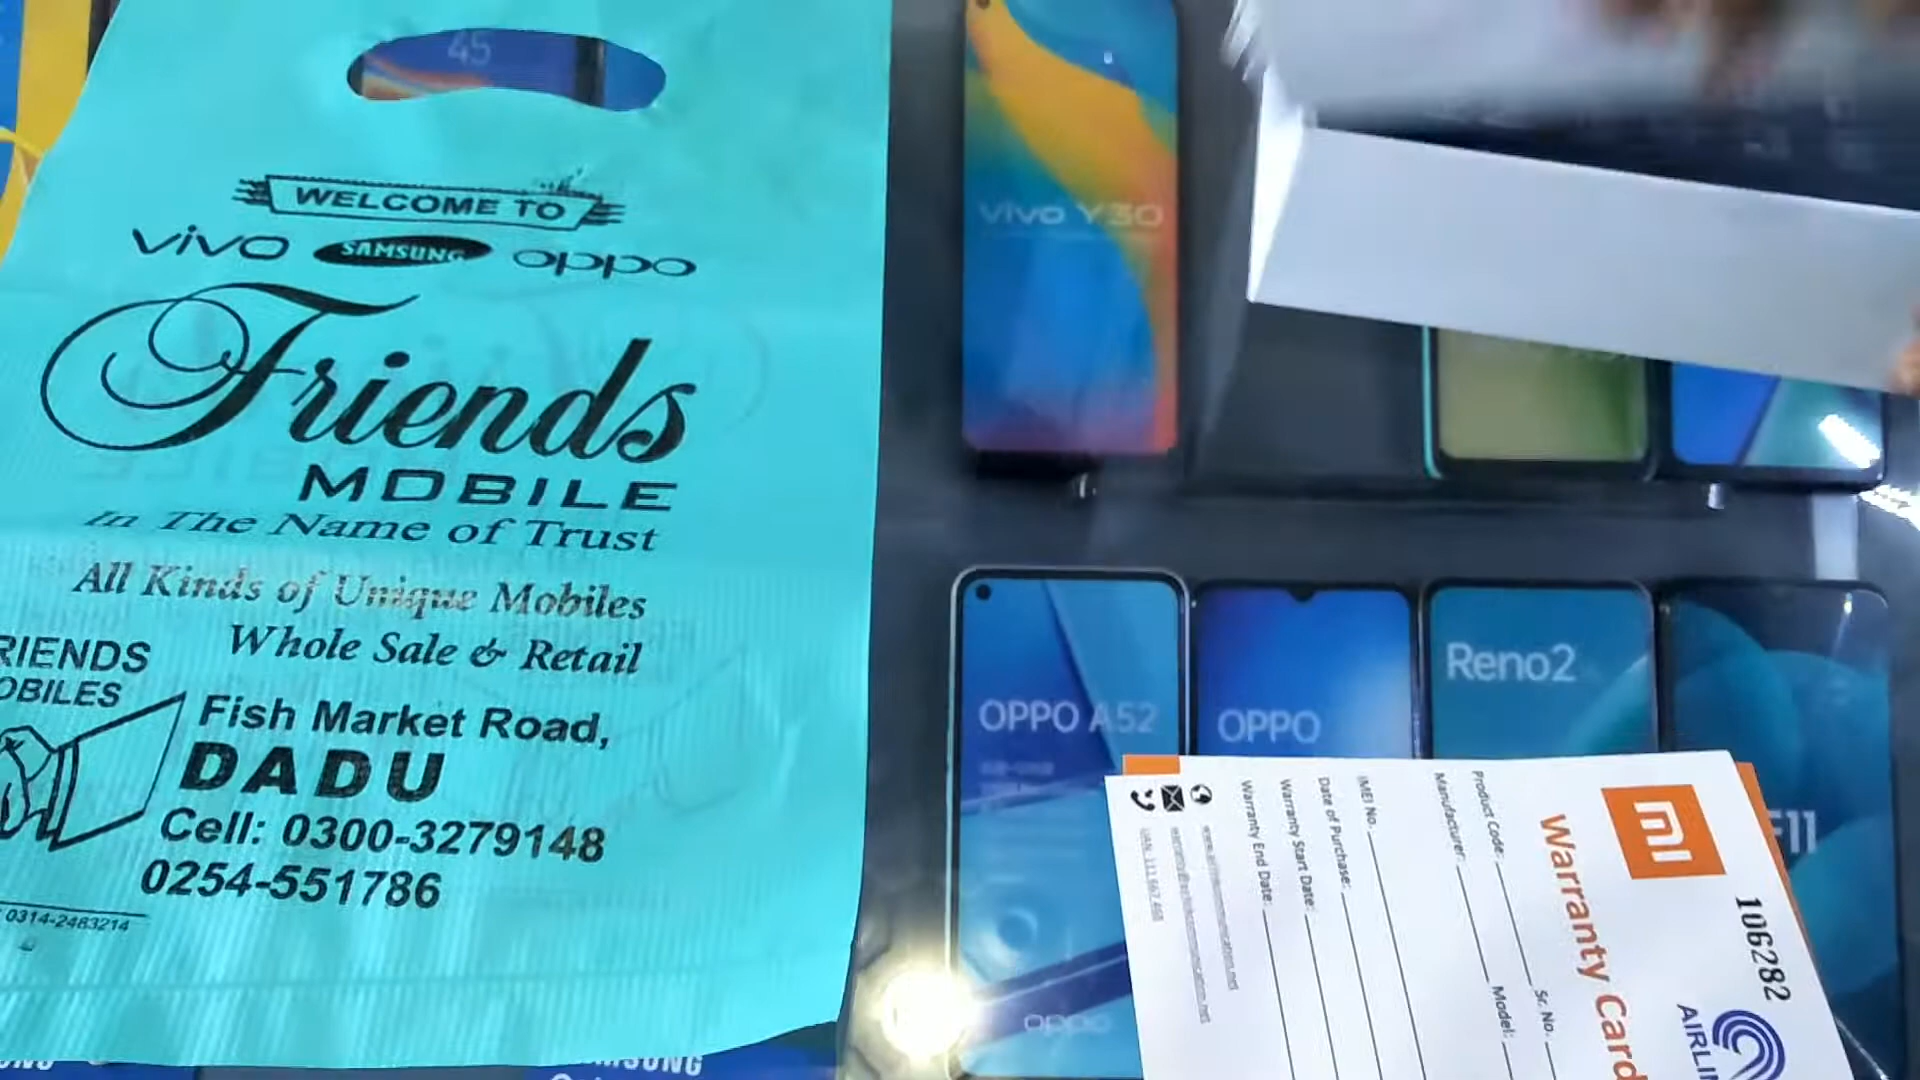 45
WELCOME TO
vivo SAMSUNG oppo
Friends
MOBILE
In The Name of Trust
All Kinds of Unique Mobiles
Whole Sale & Retail
RIENDS
OBILES
Fish Market Road,
DADU
Cell: 0300-3279148
0254-551786
0314-2483214
SAMSUNG
vivo Y30
OPPO A52
oppo
OPPO
Reno2
F11
mi
106282
Warranty Card
AIRLI
Product Code: Sr. No.
Manufacturer: Model:
IMEI No.
Date of Purchase:
Warranty Start Date:
Warranty End Date: